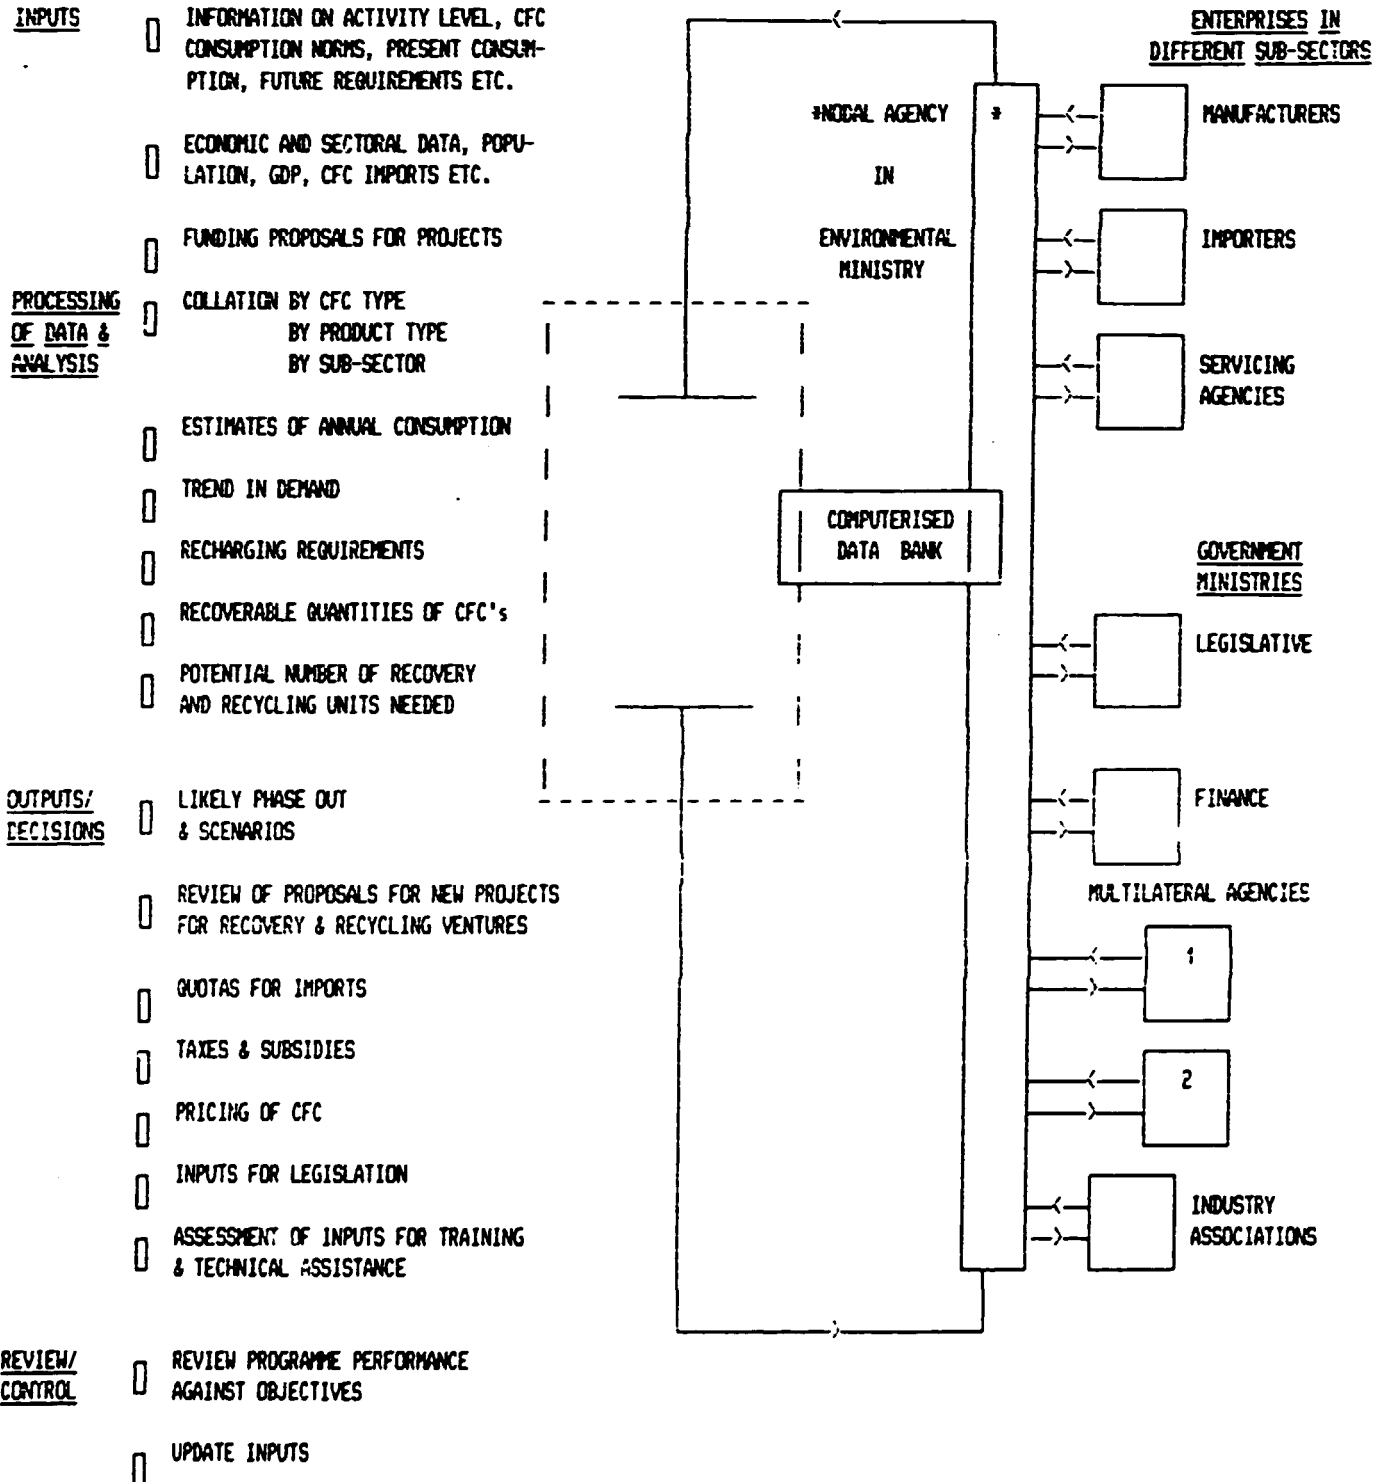 INPUTS
INFORMATION ON ACTIVITY LEVEL, CFC
CONSUMPTION NORMS, PRESENT CONSUM-
PTION, FUTURE REQUIREMENTS ETC.
ECONOMIC AND SECTORAL DATA, POPU-
LATION, GDP, CFC IMPORTS ETC.
FUNDING PROPOSALS FOR PROJECTS
PROCESSING
OF DATA &
ANALYSIS
COLLATION BY CFC TYPE
BY PRODUCT TYPE
BY SUB-SECTOR
ESTIMATES OF ANNUAL CONSUMPTION
TREND IN DEMAND
RECHARGING REQUIREMENTS
RECOVERABLE QUANTITIES OF CFC's
POTENTIAL NUMBER OF RECOVERY
AND RECYCLING UNITS NEEDED
OUTPUTS/
DECISIONS
LIKELY PHASE OUT
& SCENARIOS
REVIEW OF PROPOSALS FOR NEW PROJECTS
FOR RECOVERY & RECYCLING VENTURES
QUOTAS FOR IMPORTS
TAXES & SUBSIDIES
PRICING OF CFC
INPUTS FOR LEGISLATION
ASSESSMENT OF INPUTS FOR TRAINING
& TECHNICAL ASSISTANCE
REVIEW/
CONTROL
REVIEW PROGRAMME PERFORMANCE
AGAINST OBJECTIVES
UPDATE INPUTS
*NODAL AGENCY
*
IN
ENVIRONMENTAL
MINISTRY
COMPUTERISED
DATA BANK
ENTERPRISES IN
DIFFERENT SUB-SECTORS
MANUFACTURERS
IMPORTERS
SERVICING
AGENCIES
GOVERNMENT
MINISTRIES
LEGISLATIVE
FINANCE
MULTILATERAL AGENCIES
1
2
INDUSTRY
ASSOCIATIONS